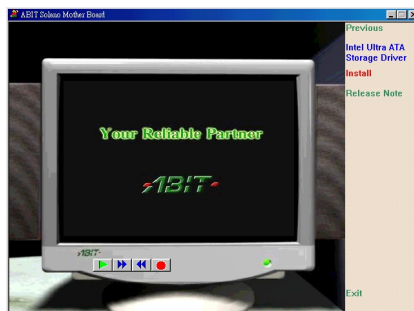 ABIT Solano Mother Board
Previous
Intel Ultra ATA
Storage Driver
Install
Release Note
Your Reliable Partner
ABIT
ABIT
Exit